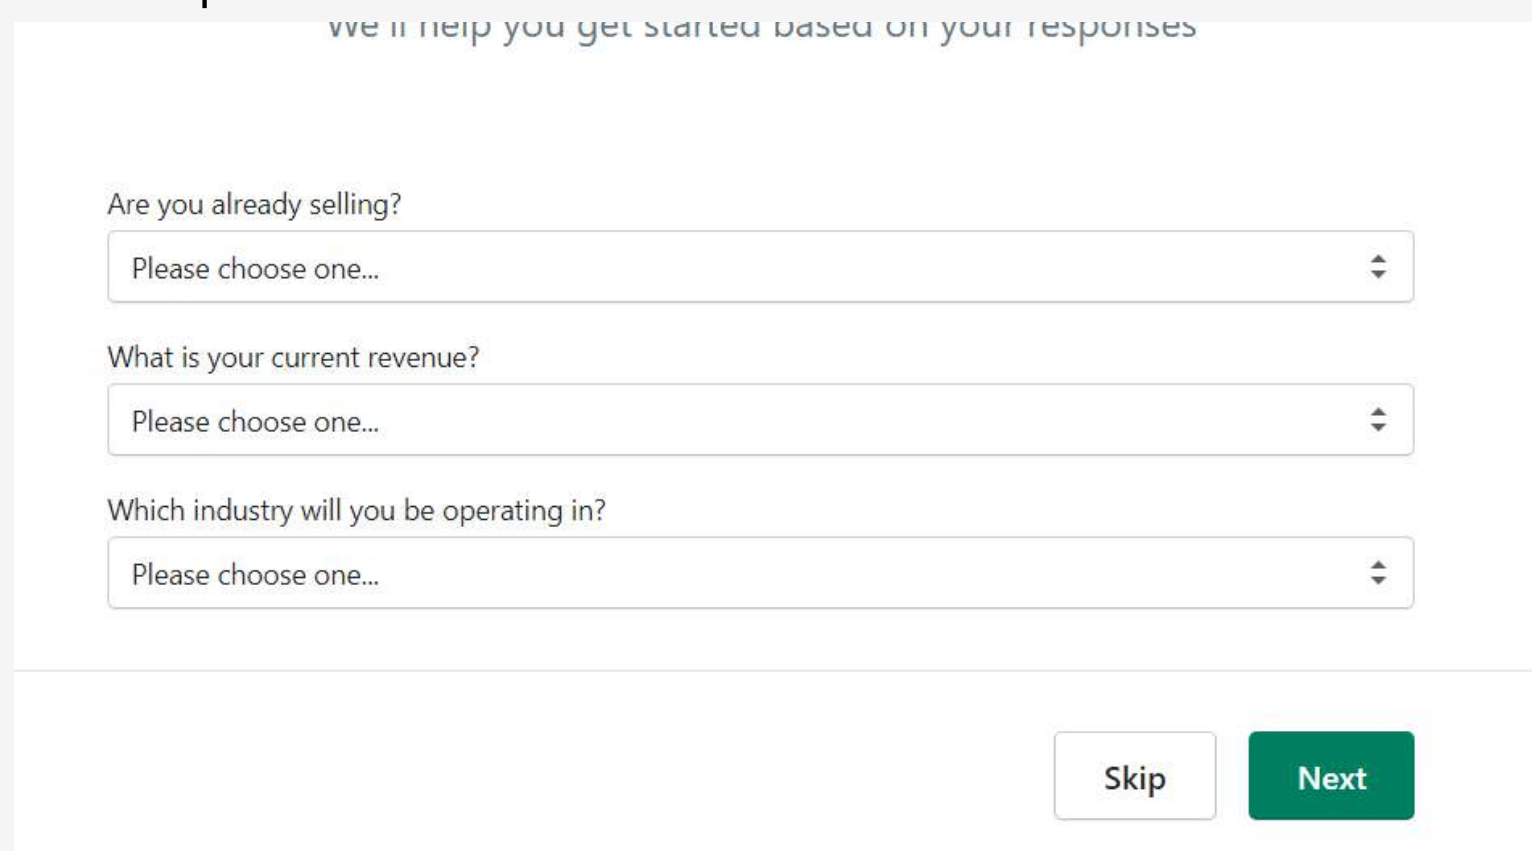 We'll help you get started based on your responses
Are you already selling?
Please choose one...
What is your current revenue?
Please choose one...
Which industry will you be operating in?
Please choose one...
Skip
Next